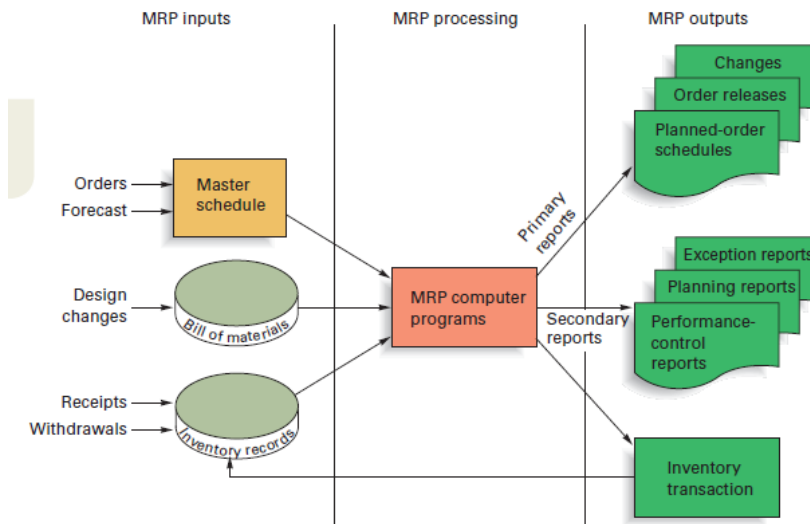 MRP inputs
MRP processing
MRP outputs
Changes
Order releases
Planned-order
schedules
Orders
Forecast
Master
schedule
Primary
reports
Design
changes
Bill of materials
MRP computer
programs
Secondary
reports
Exception reports
Planning reports
Performance-
control
reports
Receipts
Withdrawals
Inventory records
Inventory
transaction